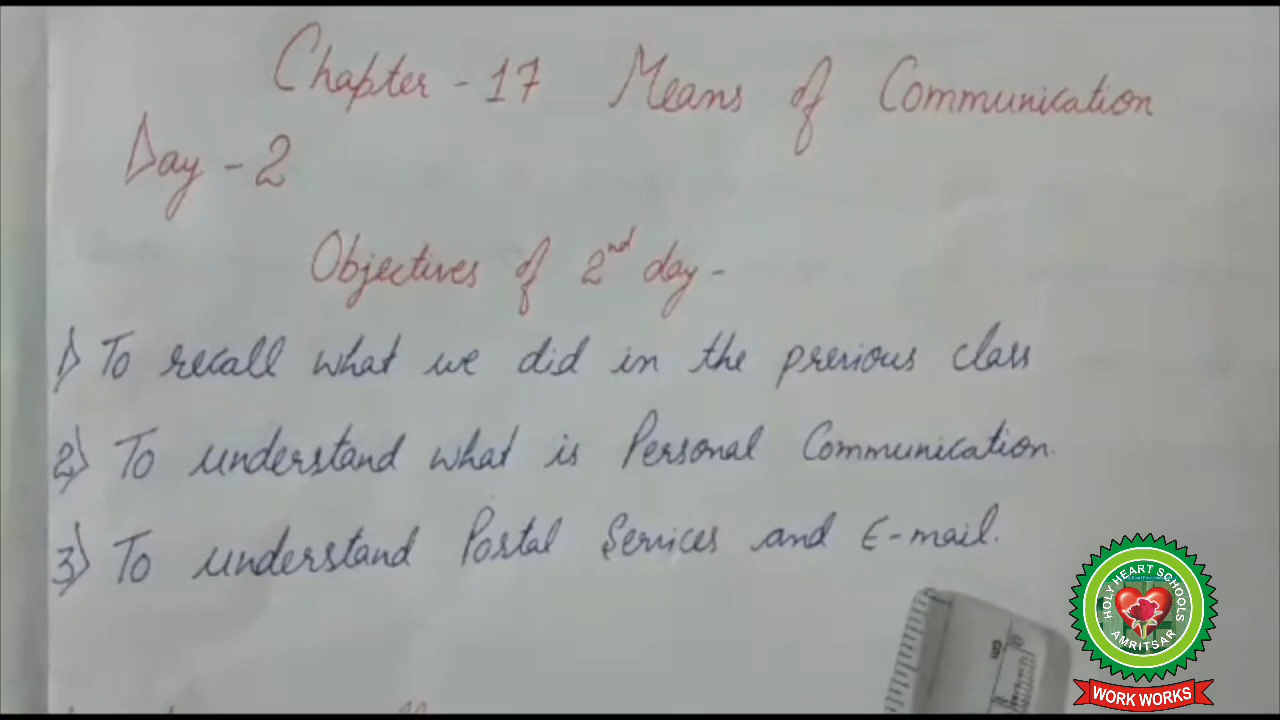 Chapter - 17 Means of Communication
Day - 2
Objectives of 2nd day -
1) To recall what we did in the previous class
2) To understand what is Personal Communication.
3) To understand Postal Services and E-mail.
cm 0
HOLY HEART SCHOOLS
AMRITSAR
WORK WORKS